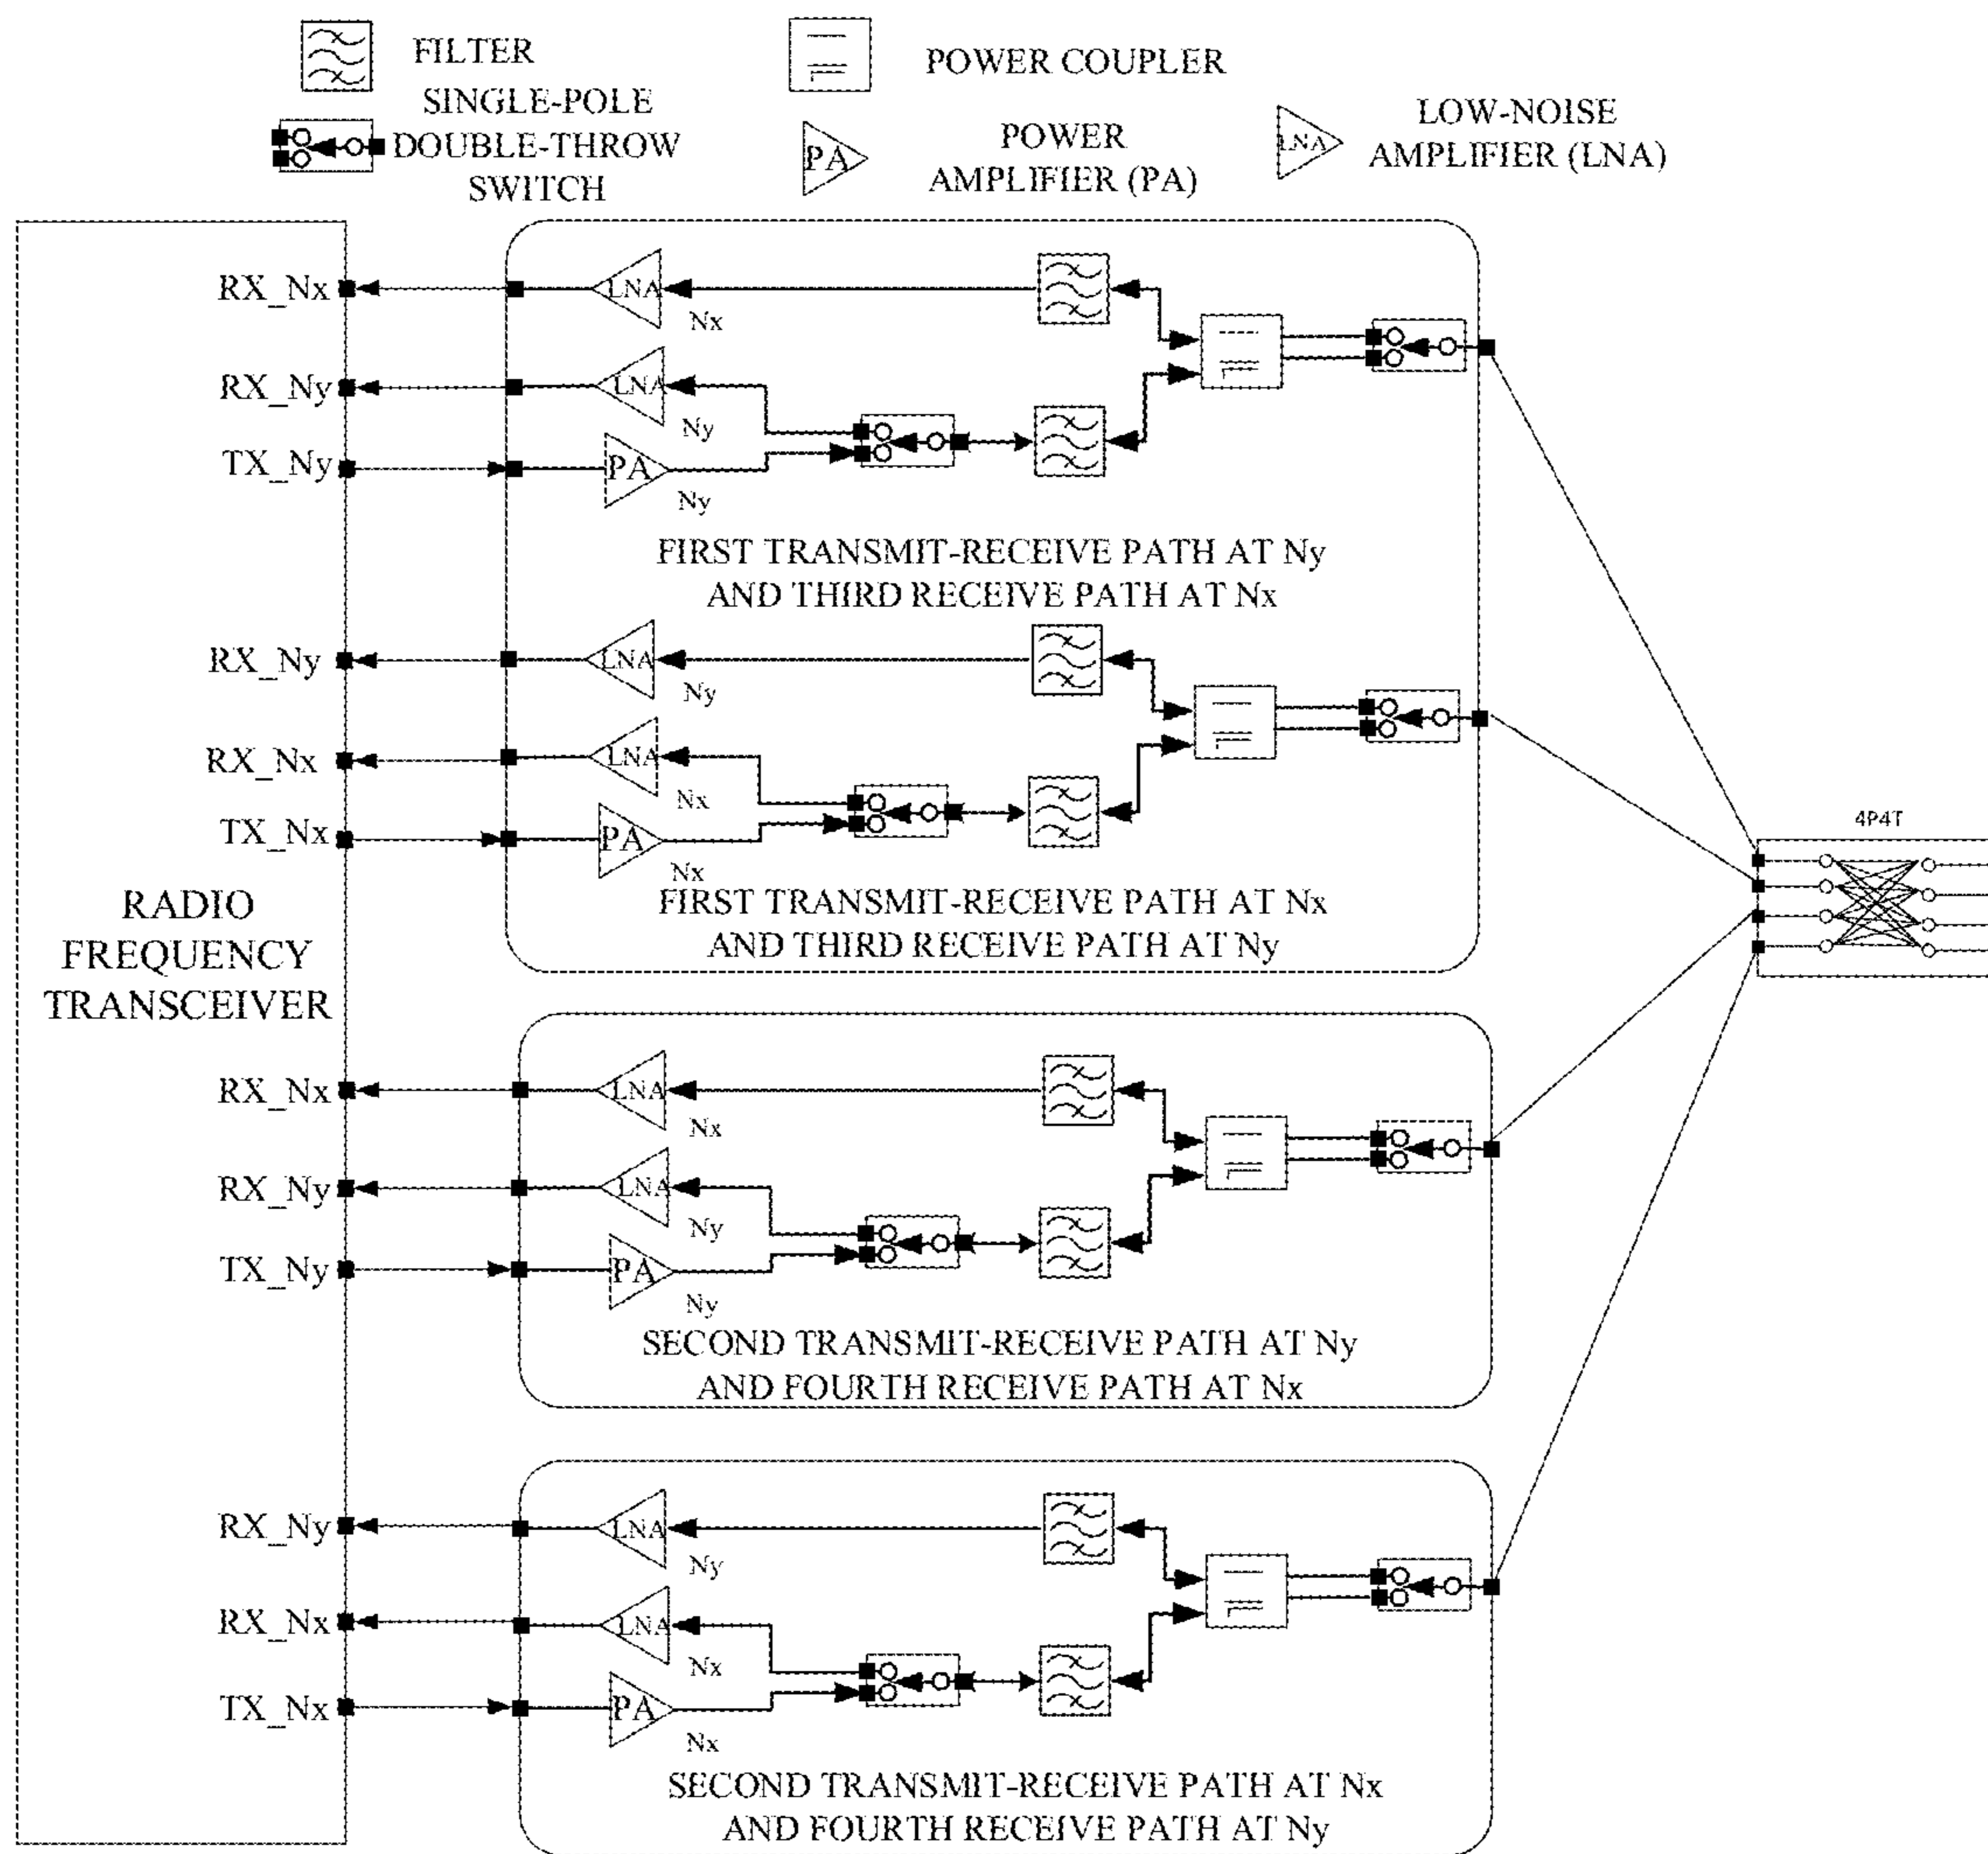 FILTER
POWER COUPLER
SINGLE-POLE
DOUBLE-THROW
SWITCH
PA
POWER
AMPLIFIER (PA)
LNA
LOW-NOISE
AMPLIFIER (LNA)
RX_Nx
LNA
Nx
RX_Ny
LNA
Ny
TX_Ny
PA
Ny
FIRST TRANSMIT-RECEIVE PATH AT Ny
AND THIRD RECEIVE PATH AT Nx
RX_Ny
LNA
Ny
RX_Nx
LNA
Nx
TX_Nx
PA
Nx
FIRST TRANSMIT-RECEIVE PATH AT Nx
AND THIRD RECEIVE PATH AT Ny
4P4T
RADIO
FREQUENCY
TRANSCEIVER
RX_Nx
LNA
Nx
RX_Ny
LNA
Ny
TX_Ny
PA
Ny
SECOND TRANSMIT-RECEIVE PATH AT Ny
AND FOURTH RECEIVE PATH AT Nx
RX_Ny
LNA
Ny
RX_Nx
LNA
Nx
TX_Nx
PA
Nx
SECOND TRANSMIT-RECEIVE PATH AT Nx
AND FOURTH RECEIVE PATH AT Ny